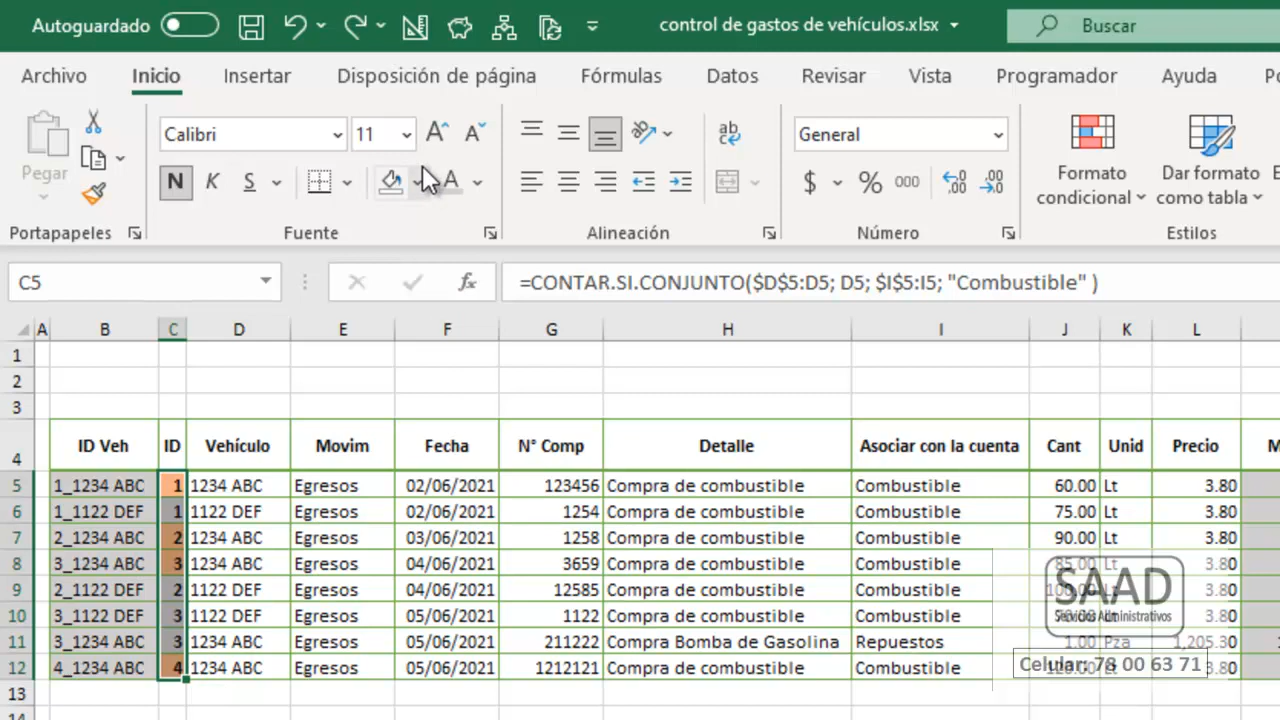 Autoguardado control de gastos de vehículos.xlsx Buscar
Archivo Inicio Insertar Disposición de página Fórmulas Datos Revisar Vista Programador Ayuda
Calibri 11 General
Pegar N K S A $ % 000
Formato condicional Dar formato como tabla
Portapapeles Fuente Alineación Número Estilos
C5 fx =CONTAR.SI.CONJUNTO($D$5:D5; D5; $I$5:I5; "Combustible" )
A B C D E F G H I J K L
1
2
3
4 ID Veh ID Vehículo Movim Fecha N° Comp Detalle Asociar con la cuenta Cant Unid Precio
5 1_1234 ABC 1 1234 ABC Egresos 02/06/2021 123456 Compra de combustible Combustible 60.00 Lt 3.80
6 1_1122 DEF 1 1122 DEF Egresos 02/06/2021 1254 Compra de combustible Combustible 75.00 Lt 3.80
7 2_1234 ABC 2 1234 ABC Egresos 03/06/2021 1258 Compra de combustible Combustible 90.00 Lt 3.80
8 3_1234 ABC 3 1234 ABC Egresos 04/06/2021 3659 Compra de combustible Combustible 85.00 Lt 3.80
9 2_1122 DEF 2 1122 DEF Egresos 04/06/2021 12585 Compra de combustible Combustible 3.80
10 3_1122 DEF 3 1122 DEF Egresos 05/06/2021 1122 Compra de combustible Combustible 3.80
11 3_1234 ABC 3 1234 ABC Egresos 05/06/2021 211222 Compra Bomba de Gasolina Repuestos 1.00 Pza 1,205.30
12 4_1234 ABC 4 1234 ABC Egresos 05/06/2021 1212121 Compra de combustible Combustible 3.80
13
14
SAAD
Servicios Administrativos
Celular: 78 00 63 71